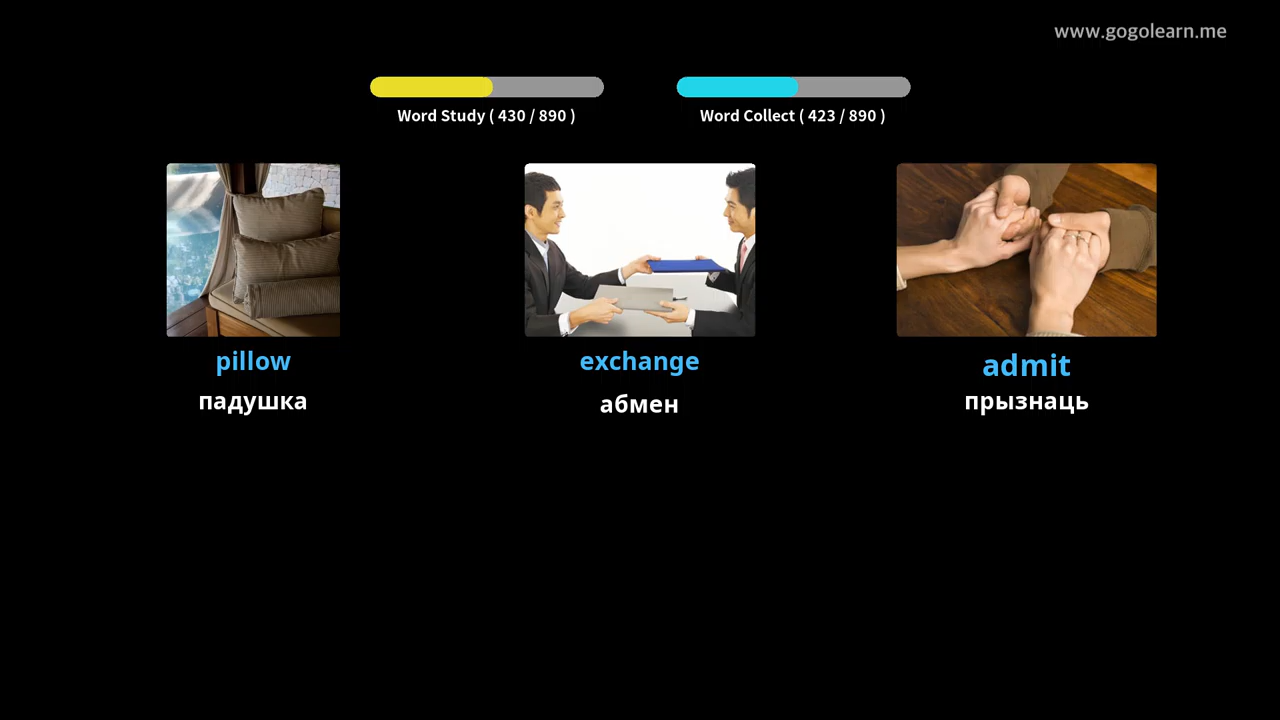 www.gogolearn.me
Word Study ( 430 / 890 )
Word Collect ( 423 / 890 )
pillow
exchange
admit
падушка
абмен
прызнаць